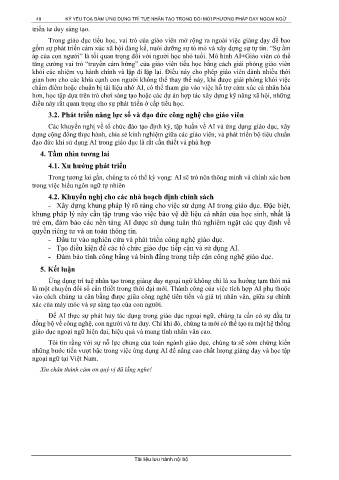 48 KỶ YẾU TỌA ĐÀM ỨNG DỤNG TRÍ TUỆ NHÂN TẠO TRONG ĐỔI MỚI PHƯƠNG PHÁP DẠY NGOẠI NGỮ
triển tư duy sáng tạo.
Trong giáo dục tiểu học, vai trò của giáo viên mở rộng ra ngoài việc giảng dạy để bao
gồm sự phát triển cảm xúc xã hội đáng kể, nuôi dưỡng sự tò mò và xây dựng sự tự tin. “Sự ấm
áp của con người” là tối quan trọng đối với người học nhỏ tuổi. Mô hình AI+Giáo viên có thể
tăng cường vai trò “truyền cảm hứng” của giáo viên tiểu học bằng cách giải phóng giáo viên
khỏi các nhiệm vụ hành chính và lặp đi lặp lại. Điều này cho phép giáo viên dành nhiều thời
gian hơn cho các khía cạnh con người không thể thay thế này, khi được giải phóng khỏi việc
chấm điểm hoặc chuẩn bị tài liệu nhờ AI, có thể tham gia vào việc hỗ trợ cảm xúc cá nhân hóa
hơn, học tập dựa trên trò chơi sáng tạo hoặc các dự án hợp tác xây dựng kỹ năng xã hội, những
điều này rất quan trọng cho sự phát triển ở cấp tiểu học.
3.2. Phát triển năng lực số và đạo đức công nghệ cho giáo viên
Các khuyến nghị về tổ chức đào tạo định kỳ, tập huấn về AI và ứng dụng giáo dục, xây
dựng cộng đồng thực hành, chia sẻ kinh nghiệm giữa các giáo viên, và phát triển bộ tiêu chuẩn
đạo đức khi sử dụng AI trong giáo dục là rất cần thiết và phù hợp
4. Tầm nhìn tương lai
4.1. Xu hướng phát triển
Trong tương lai gần, chúng ta có thể kỳ vọng: AI sẽ trở nên thông minh và chính xác hơn
trong việc hiểu ngôn ngữ tự nhiên
4.2. Khuyến nghị cho các nhà hoạch định chính sách
- Xây dựng khung pháp lý rõ ràng cho việc sử dụng AI trong giáo dục. Đặc biệt,
khung pháp lý này cần tập trung vào việc bảo vệ dữ liệu cá nhân của học sinh, nhất là
trẻ em, đảm bảo các nền tảng AI được sử dụng tuân thủ nghiêm ngặt các quy định về
quyền riêng tư và an toàn thông tin.
- Đầu tư vào nghiên cứu và phát triển công nghệ giáo dục.
- Tạo điều kiện để các tổ chức giáo dục tiếp cận và sử dụng AI.
- Đảm bảo tính công bằng và bình đẳng trong tiếp cận công nghệ giáo dục.
5. Kết luận
Ứng dụng trí tuệ nhân tạo trong giảng dạy ngoại ngữ không chỉ là xu hướng tạm thời mà
là một chuyển đổi số cần thiết trong thời đại mới. Thành công của việc tích hợp AI phụ thuộc
vào cách chúng ta cân bằng được giữa công nghệ tiên tiến và giá trị nhân văn, giữa sự chính
xác của máy móc và sự sáng tạo của con người.
Để AI thực sự phát huy tác dụng trong giáo dục ngoại ngữ, chúng ta cần có sự đầu tư
đồng bộ về công nghệ, con người và tư duy. Chỉ khi đó, chúng ta mới có thể tạo ra một hệ thống
giáo dục ngoại ngữ hiện đại, hiệu quả và mang tính nhân văn cao.
Tôi tin rằng với sự nỗ lực chung của toàn ngành giáo dục, chúng ta sẽ sớm chứng kiến
những bước tiến vượt bậc trong việc ứng dụng AI để nâng cao chất lượng giảng dạy và học tập
ngoại ngữ tại Việt Nam.
Xin chân thành cảm ơn quý vị đã lắng nghe!
Tài liệu lưu hành nội bộ